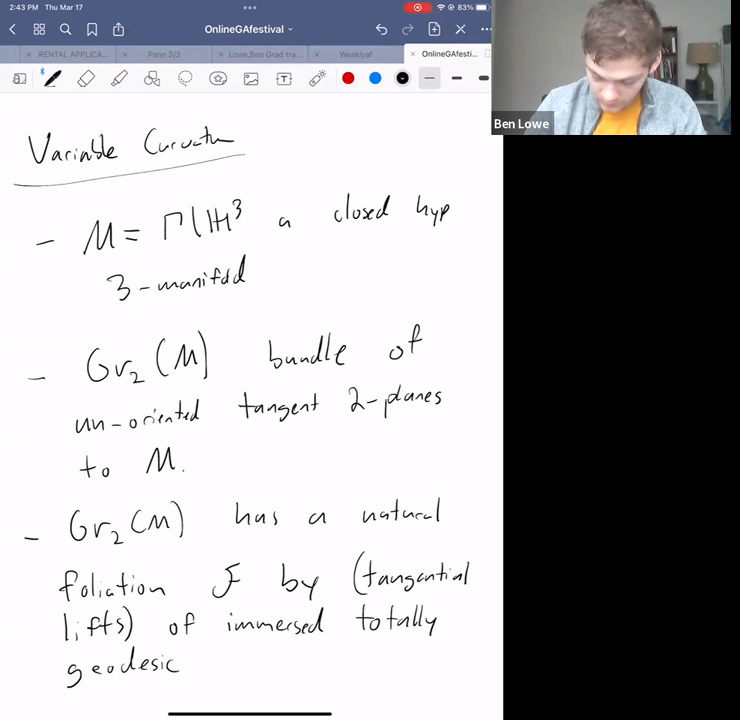 2:43 PM Thu Mar 17
83%
OnlineGAfestival
RENTAL APPLICA...
Penn 3/3
Lowe,Ben Grad tra...
Weaklyaf
OnlineGAfestival
Ben Lowe
Variable Curvature
- M = Γ\ℍ³ a closed hyp
3-manifold
- Gr₂(M) bundle of
un-oriented tangent 2-planes
to M.
- Gr₂(M) has a natural
foliation F by (tangential
lifts) of immersed totally
geodesic